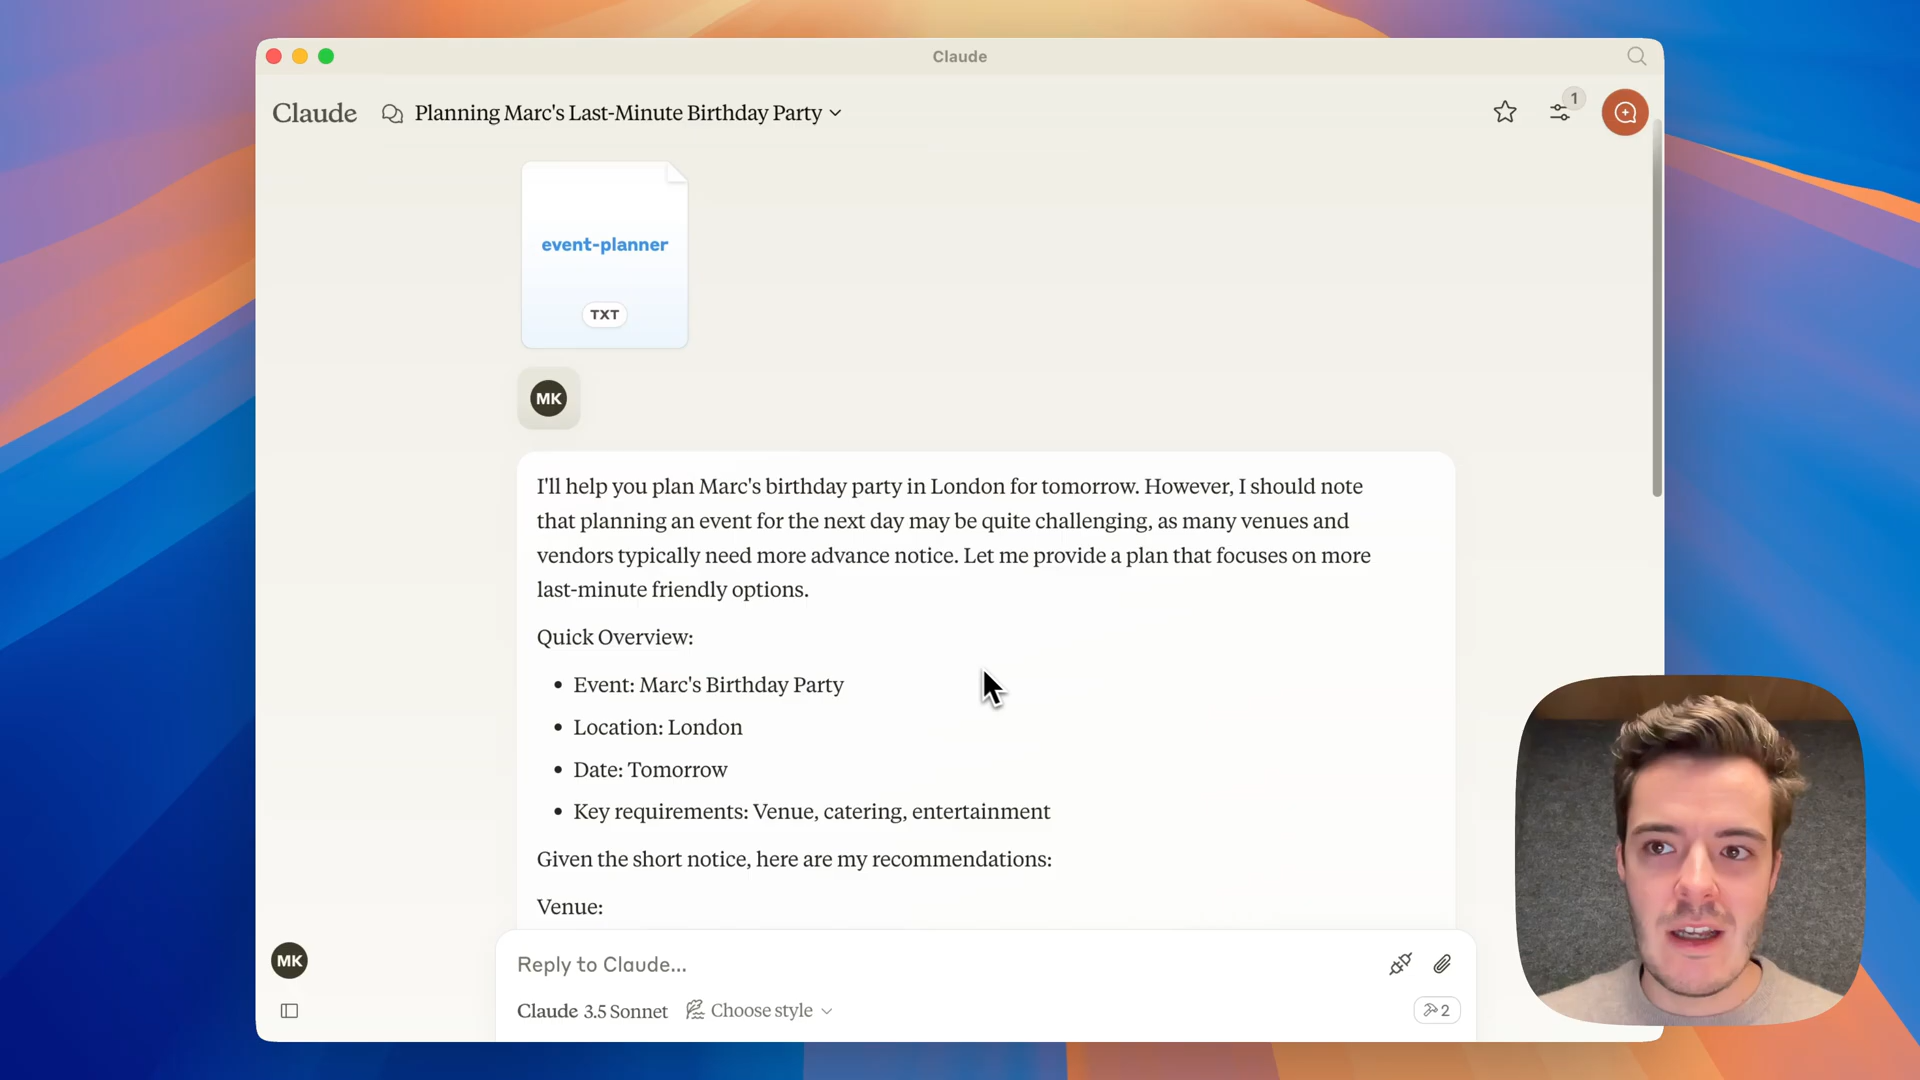 Claude
Claude
Planning Marc's Last-Minute Birthday Party
1
event-planner
TXT
MK
I'll help you plan Marc's birthday party in London for tomorrow. However, I should note
that planning an event for the next day may be quite challenging, as many venues and
vendors typically need more advance notice. Let me provide a plan that focuses on more
last-minute friendly options.
Quick Overview:
• Event: Marc's Birthday Party
• Location: London
• Date: Tomorrow
• Key requirements: Venue, catering, entertainment
Given the short notice, here are my recommendations:
Venue:
MK
Reply to Claude...
Claude 3.5 Sonnet Choose style
2